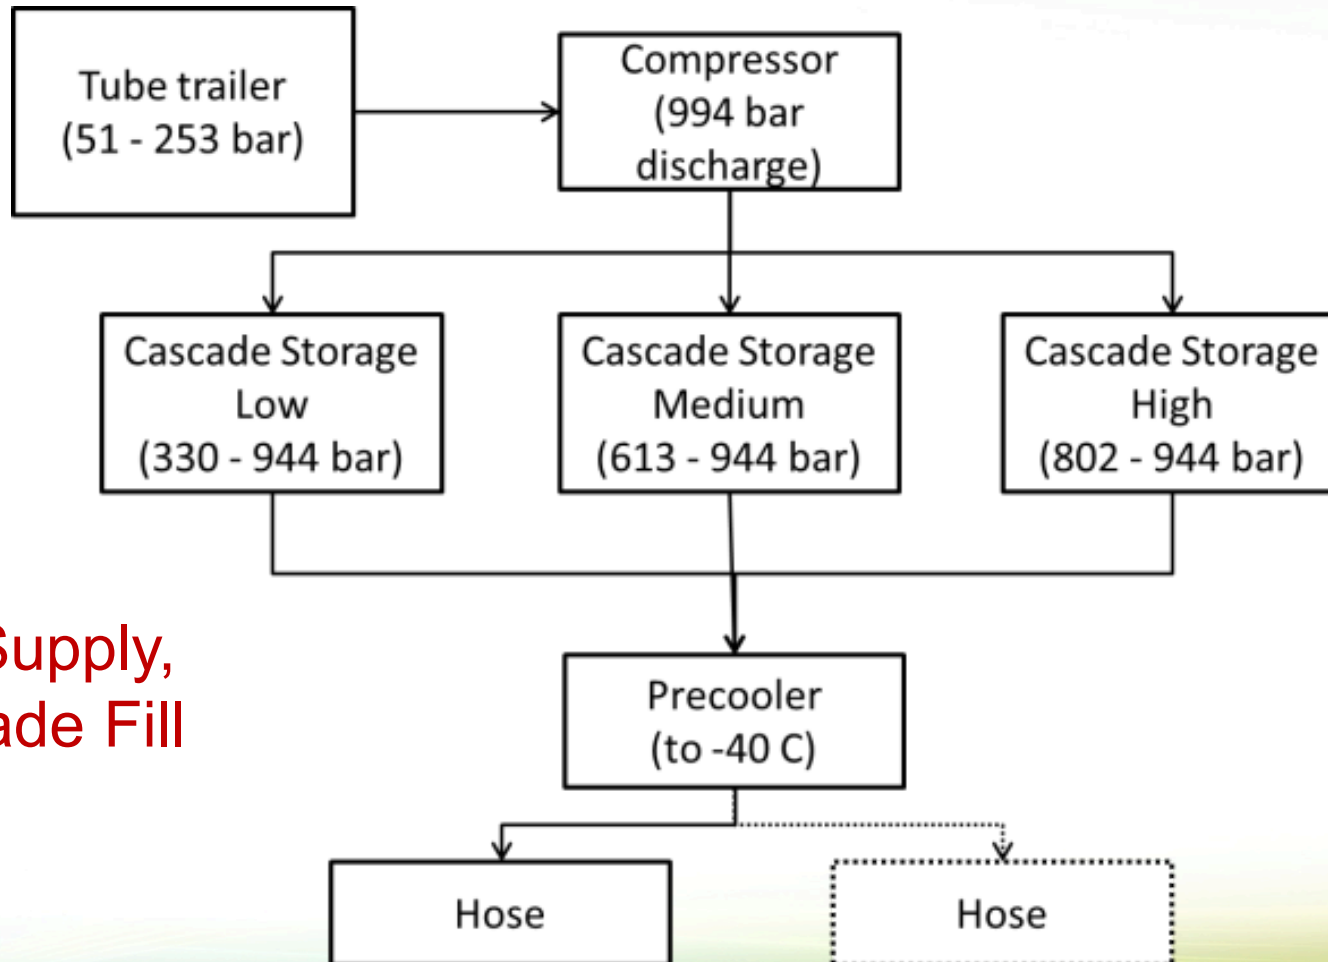 Tube trailer
(51 - 253 bar)
Compressor
(994 bar
discharge)
Cascade Storage
Low
(330 - 944 bar)
Cascade Storage
Medium
(613 - 944 bar)
Cascade Storage
High
(802 - 944 bar)
Supply,
ade Fill
Precooler
(to -40 C)
Hose
Hose